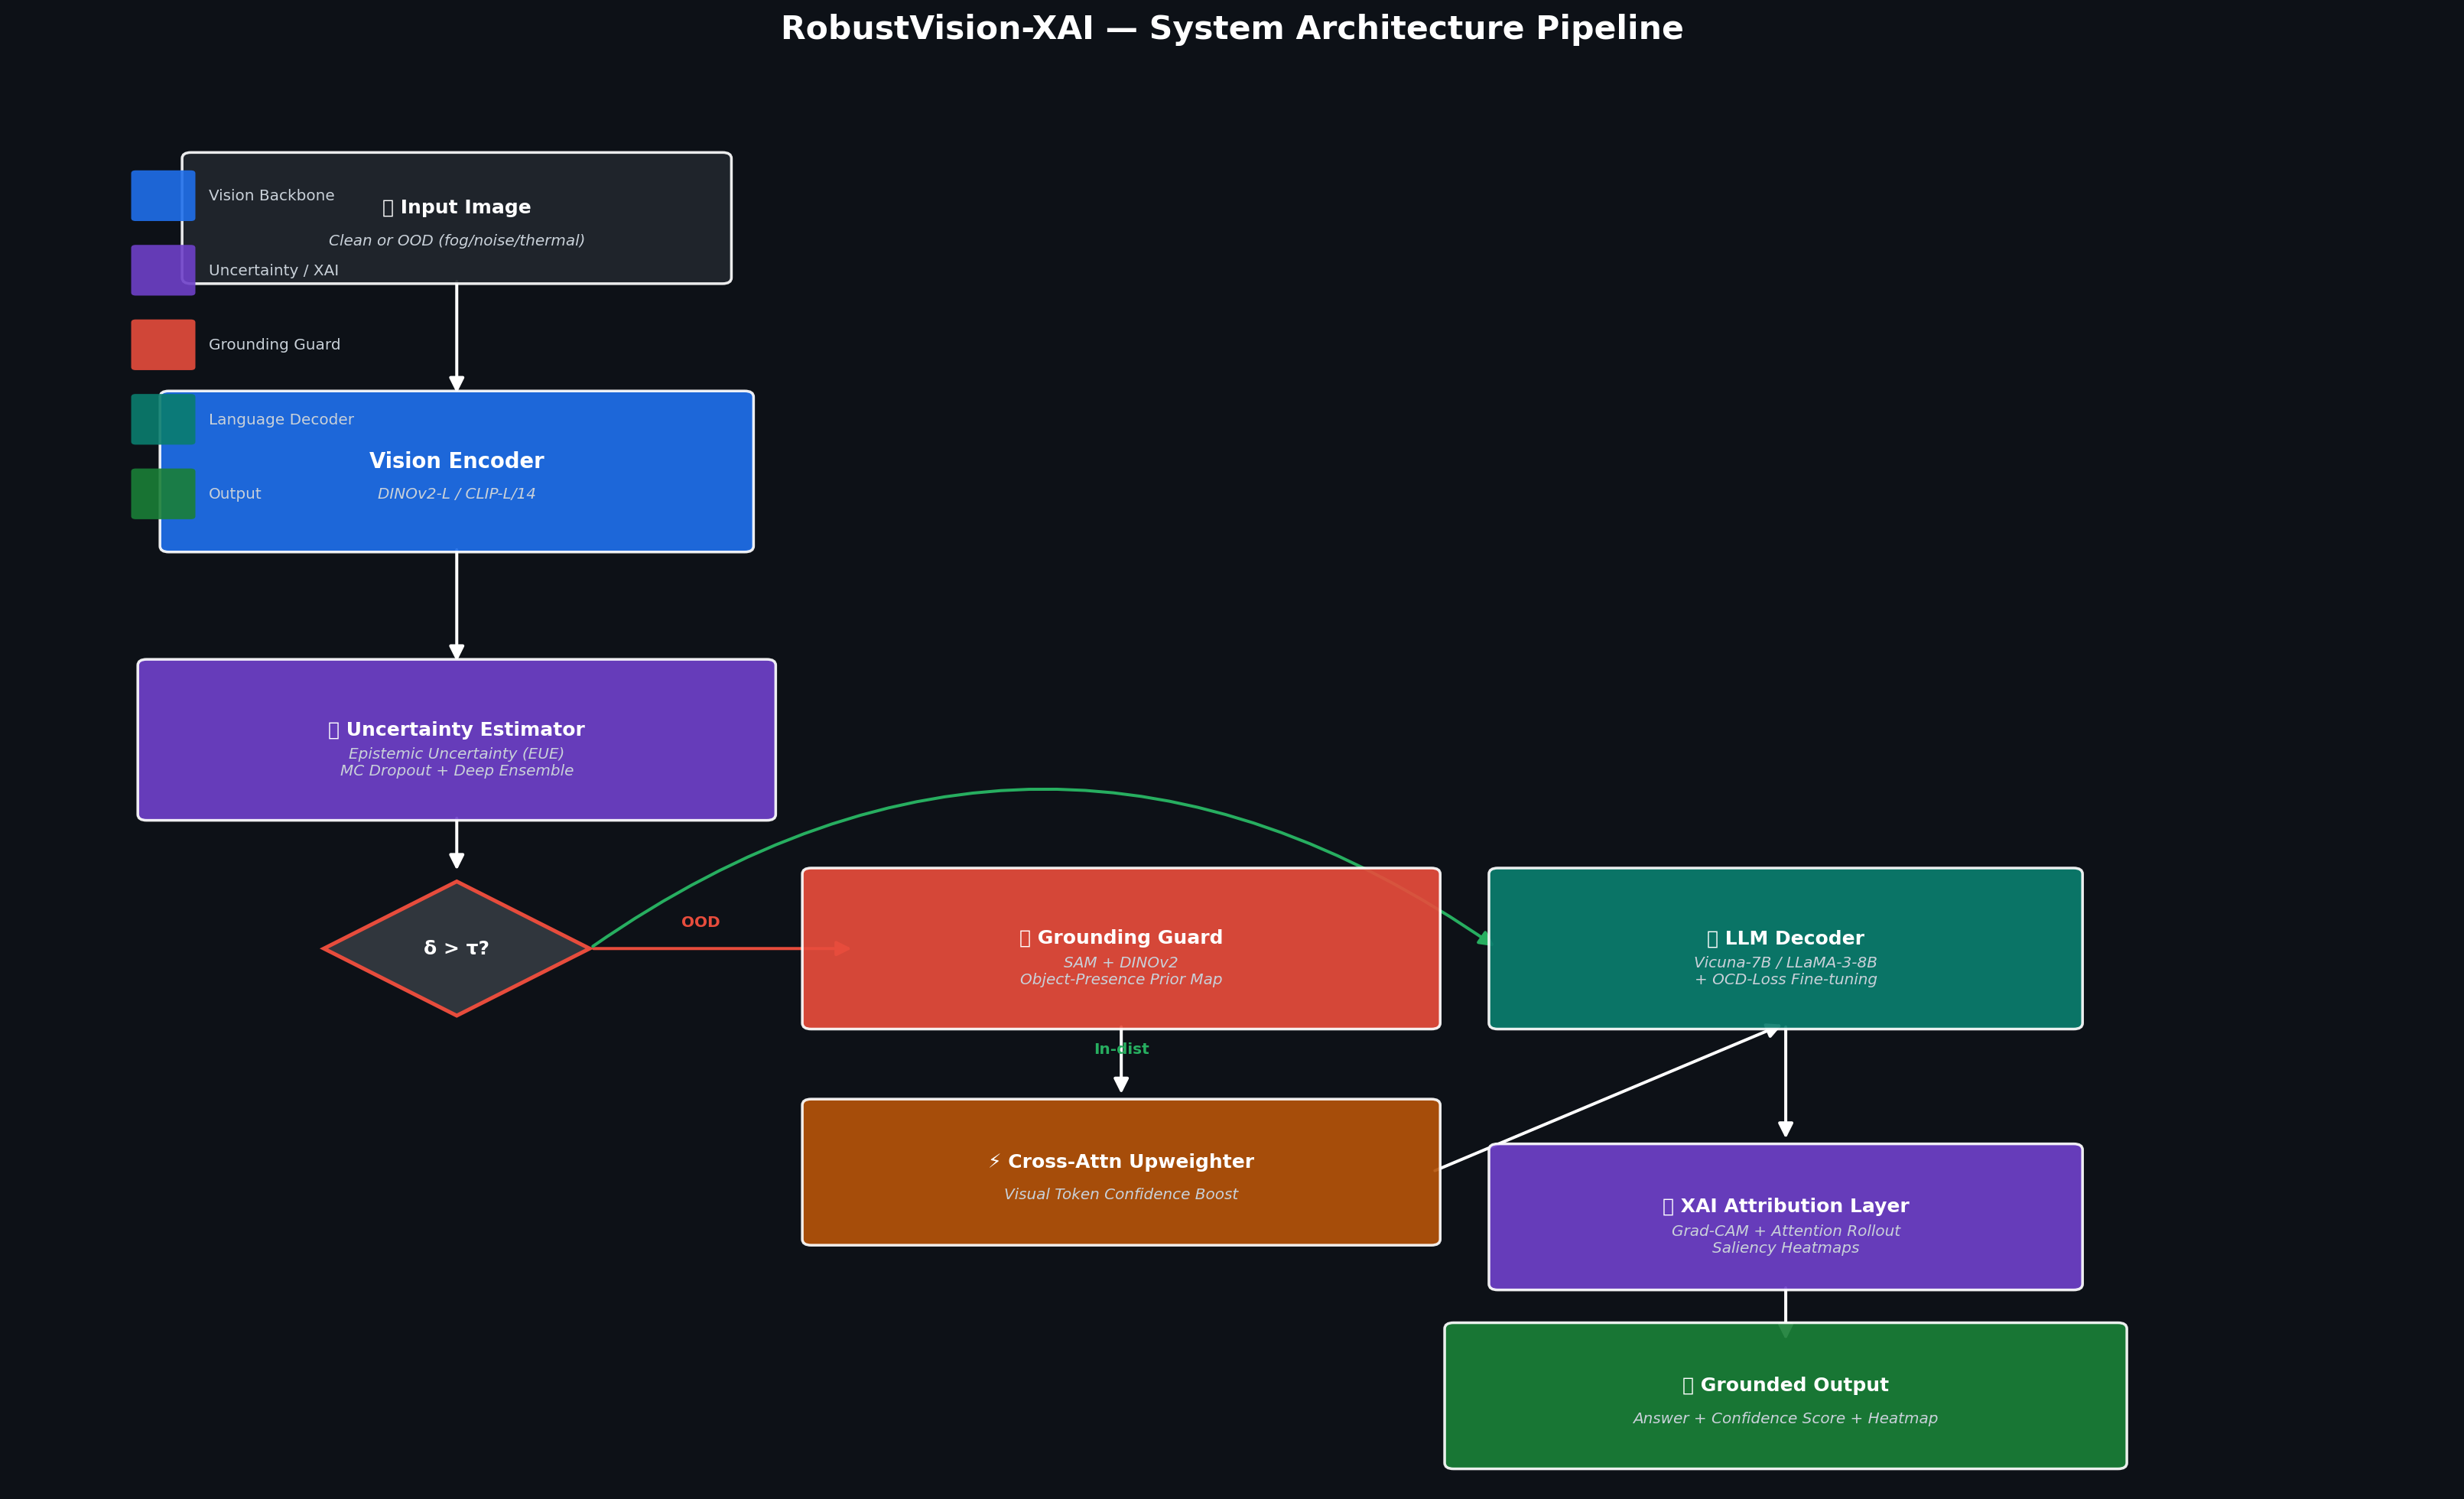 RobustVision-XAI — System Architecture Pipeline
Vision Backbone
Uncertainty / XAI
Grounding Guard
Language Decoder
Output
Input Image
Clean or OOD (fog/noise/thermal)
Vision Encoder
DINOv2-L / CLIP-L/14
Uncertainty Estimator
Epistemic Uncertainty (EUE)
MC Dropout + Deep Ensemble
δ > τ?
OOD
Grounding Guard
SAM + DINOv2
Object-Presence Prior Map
In-dist
⚡ Cross-Attn Upweighter
Visual Token Confidence Boost
LLM Decoder
Vicuna-7B / LLaMA-3-8B
+ OCD-Loss Fine-tuning
XAI Attribution Layer
Grad-CAM + Attention Rollout
Saliency Heatmaps
Grounded Output
Answer + Confidence Score + Heatmap